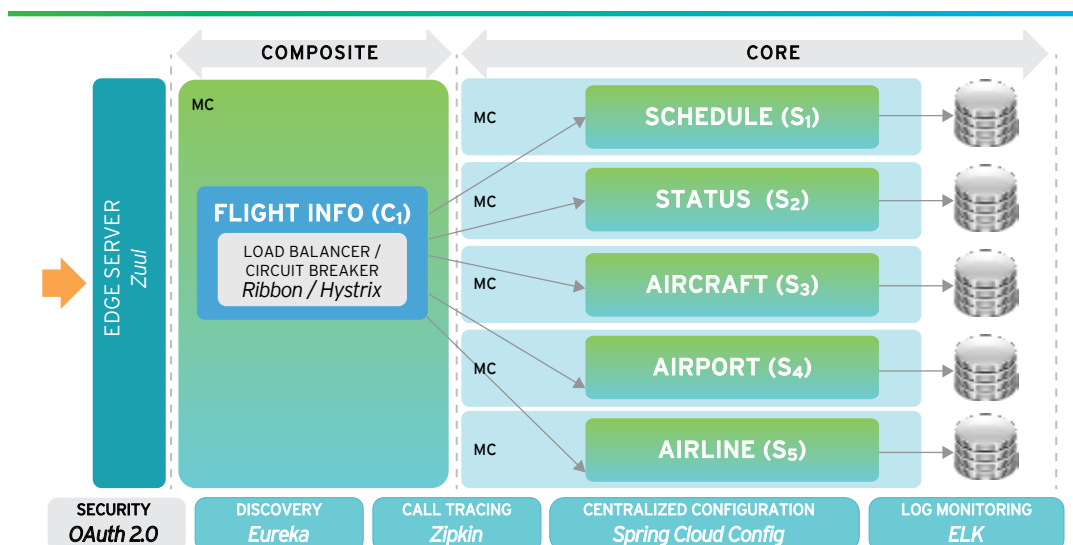 COMPOSITE
CORE
EDGE SERVER
Zuul
MC
FLIGHT INFO (C₁)
LOAD BALANCER /
CIRCUIT BREAKER
Ribbon / Hystrix
MC
SCHEDULE (S₁)
MC
STATUS (S₂)
MC
AIRCRAFT (S₃)
MC
AIRPORT (S₄)
MC
AIRLINE (S₅)
SECURITY
OAuth 2.0
DISCOVERY
Eureka
CALL TRACING
Zipkin
CENTRALIZED CONFIGURATION
Spring Cloud Config
LOG MONITORING
ELK